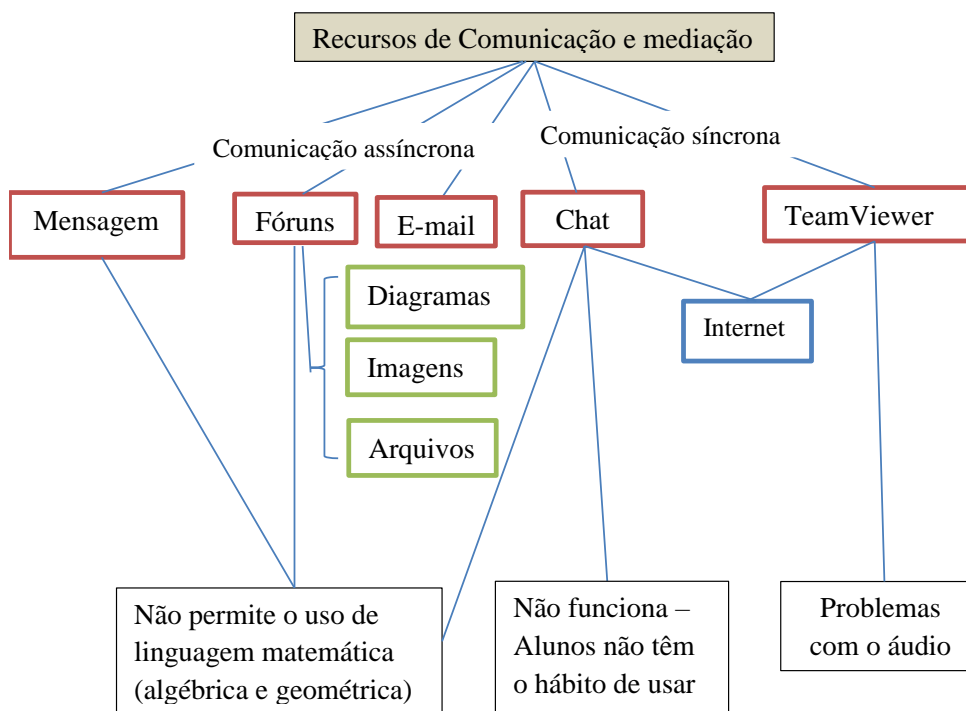 Recursos de Comunicação e mediação
Comunicação assíncrona
Comunicação síncrona
Mensagem
Fóruns
E-mail
Chat
TeamViewer
Diagramas
Imagens
Arquivos
Internet
Não permite o uso de
linguagem matemática
(algébrica e geométrica)
Não funciona –
Alunos não têm
o hábito de usar
Problemas
com o áudio